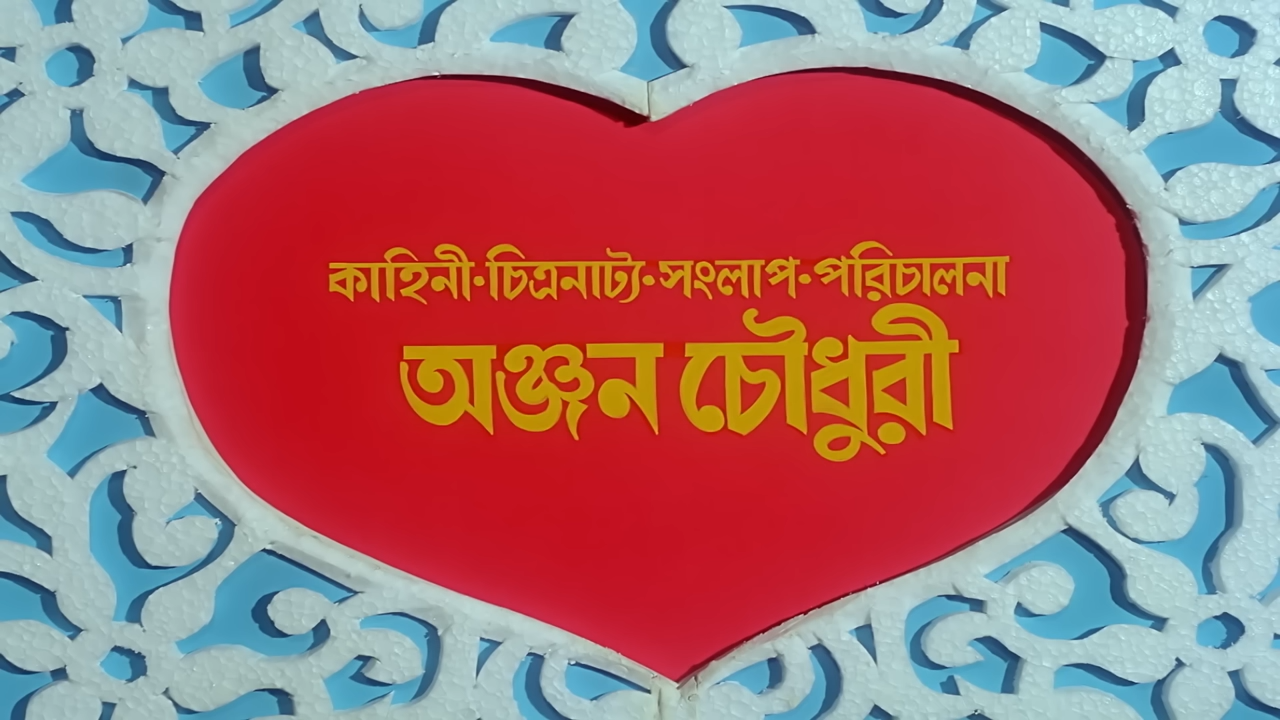 কাহিনী·চিত্রনাট্য·সংলাপ·পরিচালনা
অঞ্জন চৌধুরী